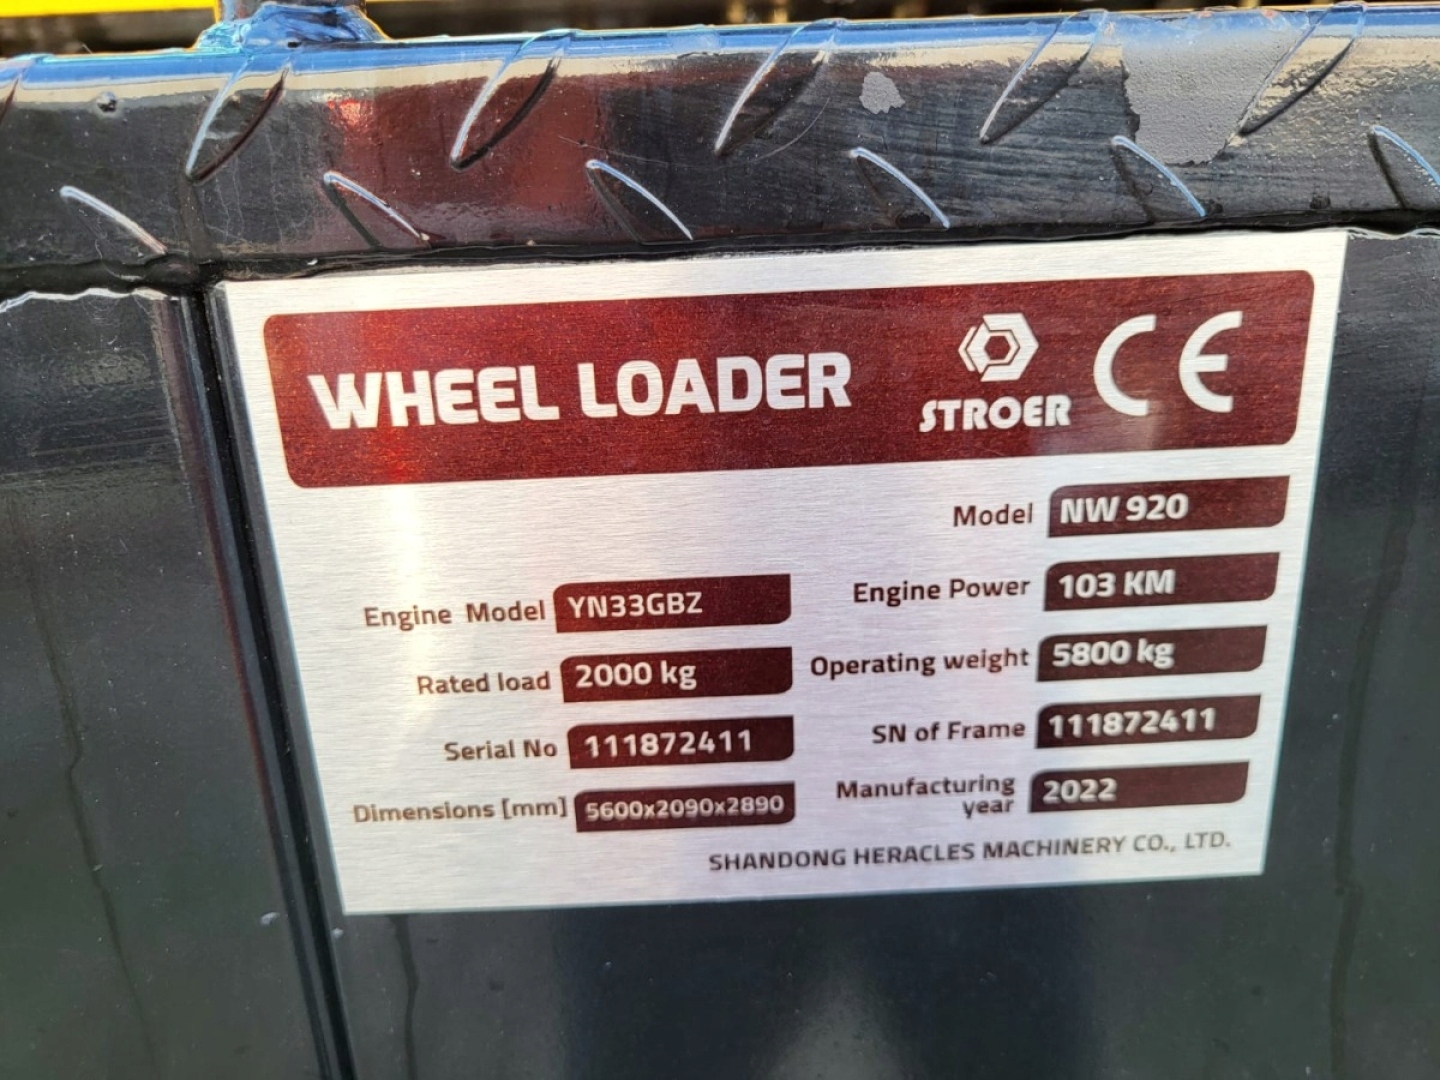 WHEEL LOADER
STROER CE
Model NW 920
Engine Model YN33GBZ
Engine Power 103 KM
Rated load 2000 kg
Operating weight 5800 kg
Serial No 111872411
SN of Frame 111872411
Dimensions [mm] 5600x2090x2890
Manufacturing year 2022
SHANDONG HERACLES MACHINERY CO., LTD.